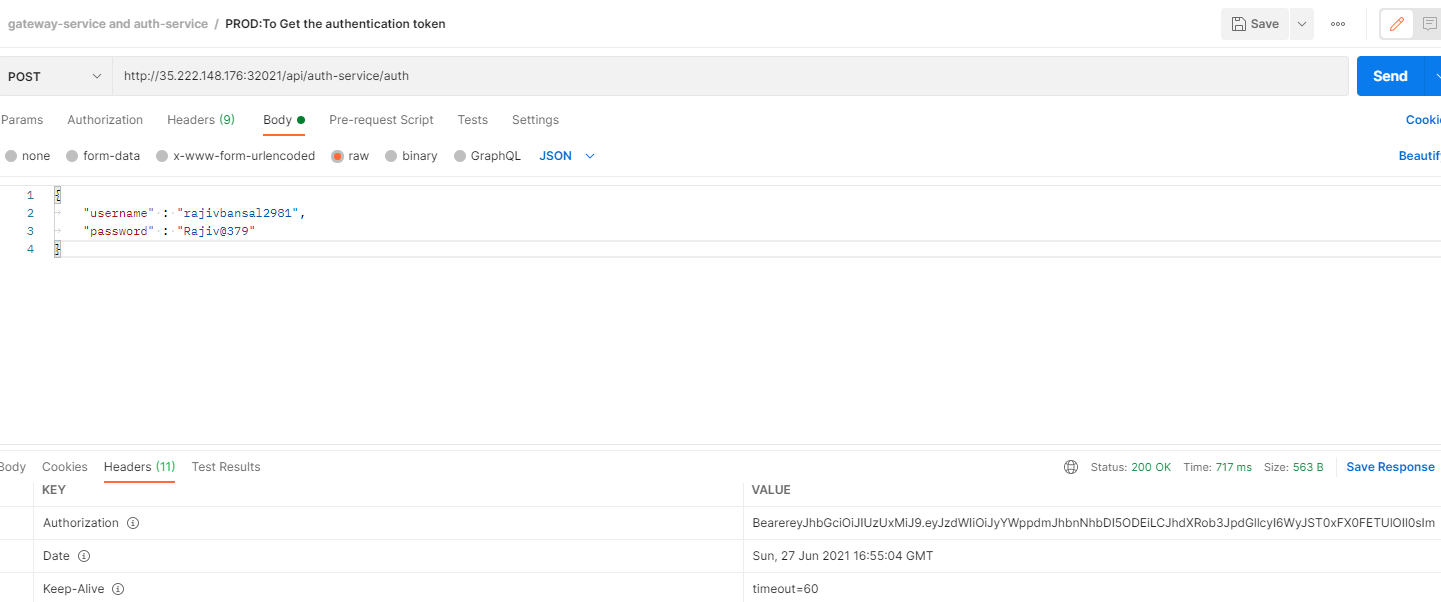 gateway-service and auth-service / PROD:To Get the authentication token Save
POST http://35.222.148.176:32021/api/auth-service/auth Send
Params Authorization Headers (9) Body Pre-request Script Tests Settings Cooki
none form-data x-www-form-urlencoded raw binary GraphQL JSON Beautif
1 {
2 "username" : "rajivbansal2981",
3 "password" : "Rajiv@379"
4 }
Body Cookies Headers (11) Test Results Status: 200 OK Time: 717 ms Size: 563 B Save Response
KEY VALUE
Authorization BearereyJhbGciOiJIUzUxMiJ9.eyJzdWIiOiJyYWppdmJhbnNhbDI5ODEiLCJhdXRob3JpdGllcyI6WyJST0xFX0FETUlOIl0sIm
Date Sun, 27 Jun 2021 16:55:04 GMT
Keep-Alive timeout=60